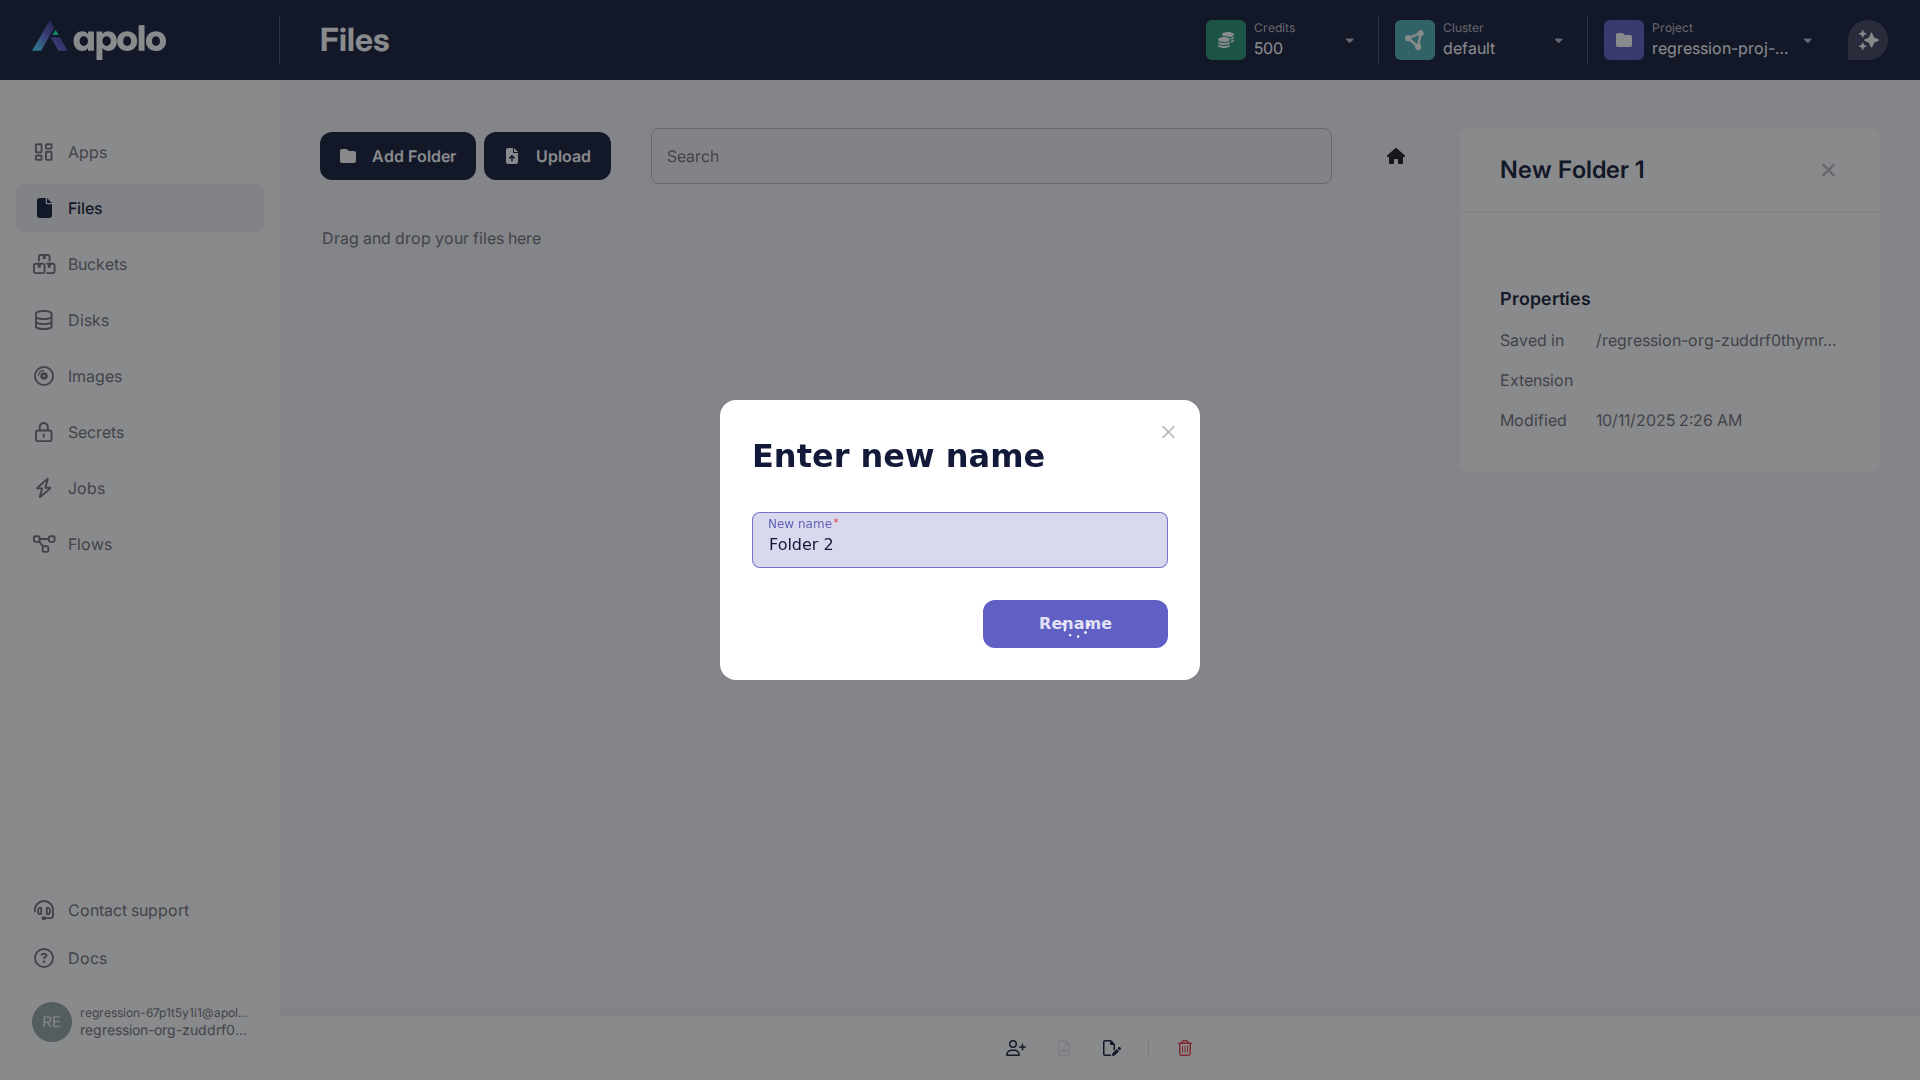 apolo
Files
Credits
500
Cluster
default
Project
regression-proj-...
Apps
Files
Buckets
Disks
Images
Secrets
Jobs
Flows
Contact support
Docs
RE
regression-67p1t5y1i1@apol...
regression-org-zuddrf0...
Add Folder
Upload
Search
Drag and drop your files here
New Folder 1
Properties
Saved in /regression-org-zuddrf0thymr...
Extension
Modified 10/11/2025 2:26 AM
Enter new name
New name*
Folder 2
Rename